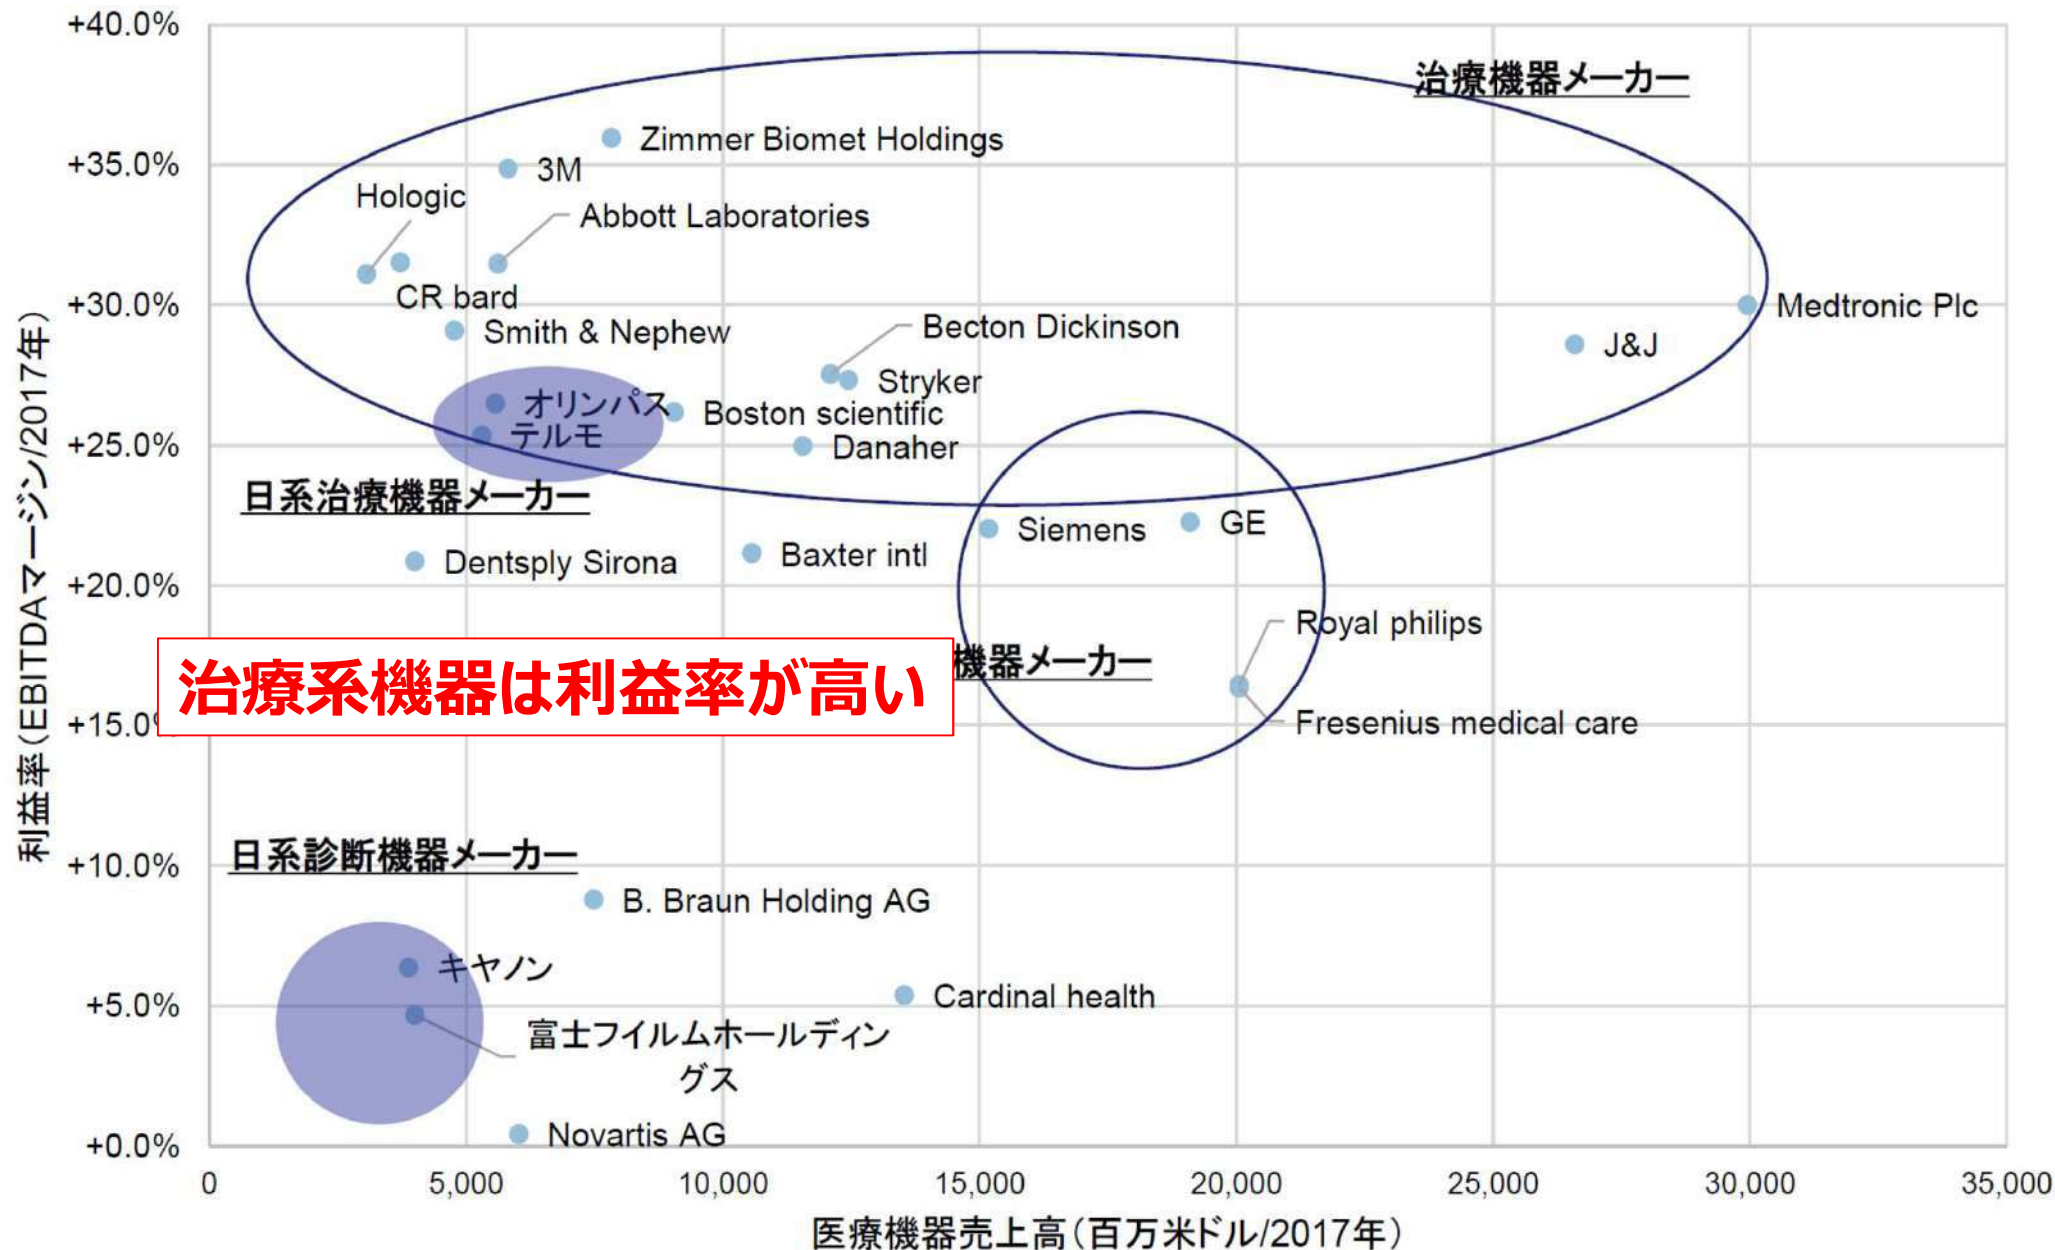 +40.0%
治療機器メーカー
Zimmer Biomet Holdings
+35.0%
3M
Hologic
Abbott Laboratories
CR bard
+30.0%
Medtronic Plc
Smith & Nephew
Becton Dickinson
J&J
Stryker
オリンパス
Boston scientific
テルモ
+25.0%
Danaher
日系治療機器メーカー
Siemens
GE
Dentsply Sirona
Baxter intl
+20.0%
Royal philips
機器メーカー
治療系機器は利益率が高い
+15.0%
Fresenius medical care
日系診断機器メーカー
+10.0%
B. Braun Holding AG
キヤノン
+5.0%
Cardinal health
富士フイルムホールディン
グス
Novartis AG
+0.0%
0 5,000 10,000 15,000 20,000 25,000 30,000 35,000
医療機器売上高（百万米ドル/2017年）
利益率（EBITDAマージン/2017年）